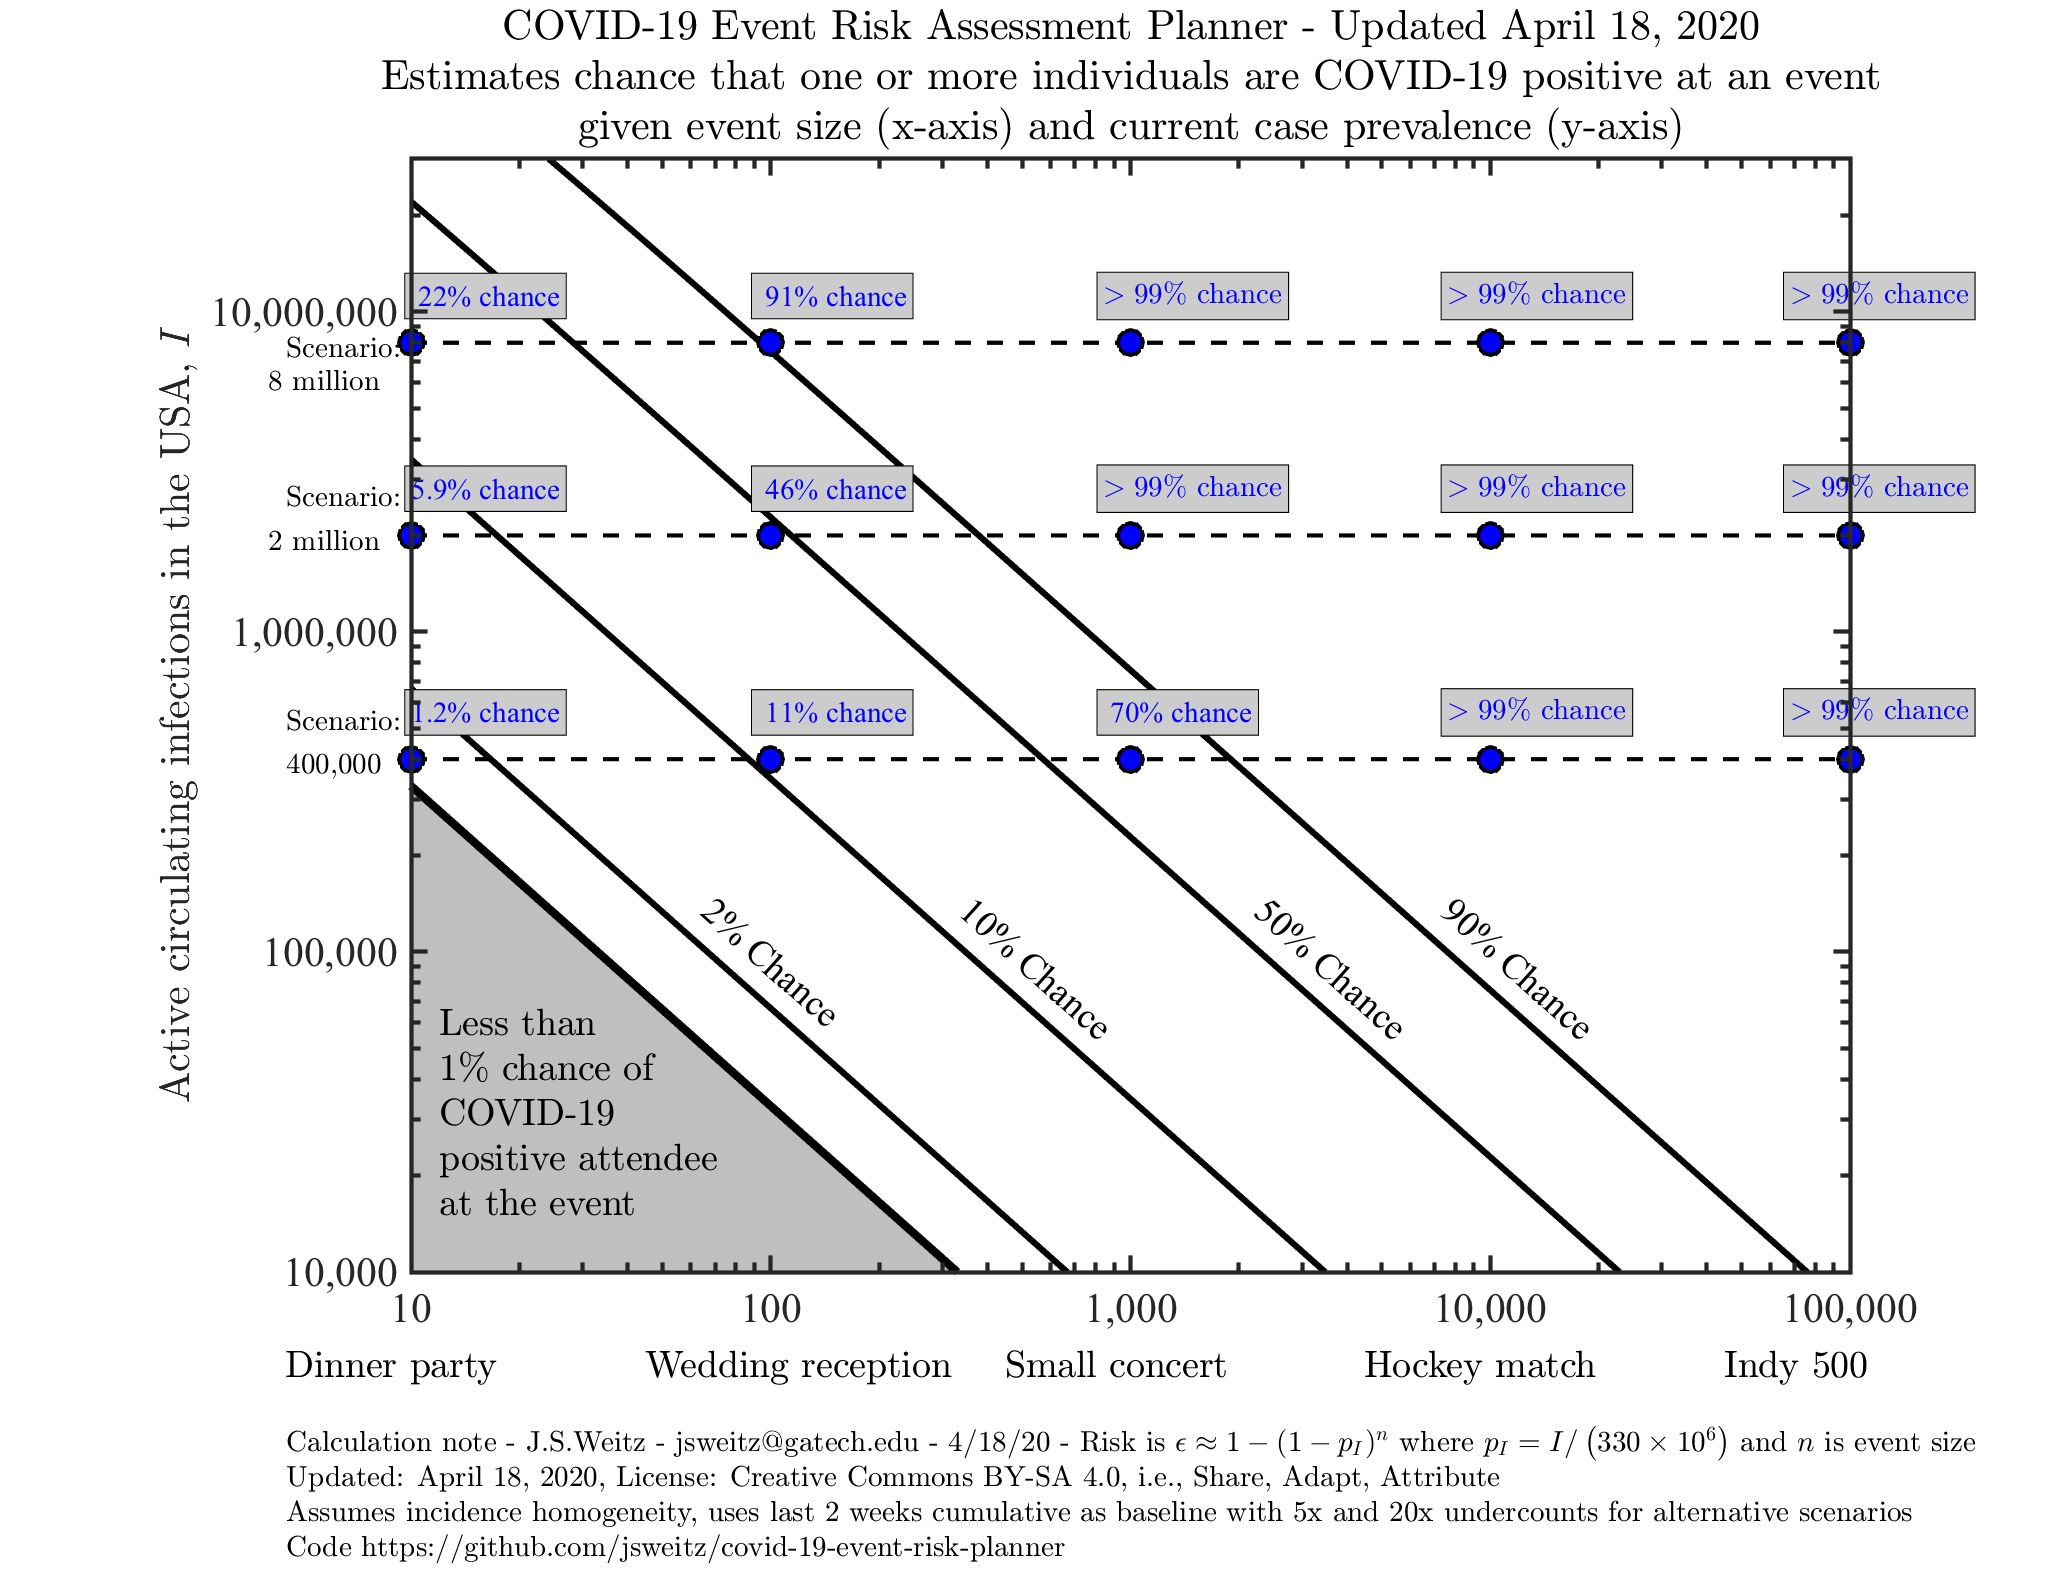 COVID-19 Event Risk Assessment Planner - Updated April 18, 2020
Estimates chance that one or more individuals are COVID-19 positive at an event
given event size (x-axis) and current case prevalence (y-axis)
Active circulating infections in the USA, I
10,000,000
22% chance
91% chance
> 99% chance
> 99% chance
> 99% chance
Scenario:
8 million
5.9% chance
46% chance
> 99% chance
> 99% chance
> 99% chance
Scenario:
2 million
1,000,000
1.2% chance
11% chance
70% chance
> 99% chance
> 99% chance
Scenario:
400,000
100,000
2% Chance
10% Chance
50% Chance
90% Chance
Less than
1% chance of
COVID-19
positive attendee
at the event
10,000
10
100
1,000
10,000
100,000
Dinner party
Wedding reception
Small concert
Hockey match
Indy 500
Calculation note - J.S.Weitz - jsweitz@gatech.edu - 4/18/20 - Risk is ϵ ≈ 1 − (1 − p_I)^n where p_I = I/ (330 × 10^6) and n is event size
Updated: April 18, 2020, License: Creative Commons BY-SA 4.0, i.e., Share, Adapt, Attribute
Assumes incidence homogeneity, uses last 2 weeks cumulative as baseline with 5x and 20x undercounts for alternative scenarios
Code https://github.com/jsweitz/covid-19-event-risk-planner